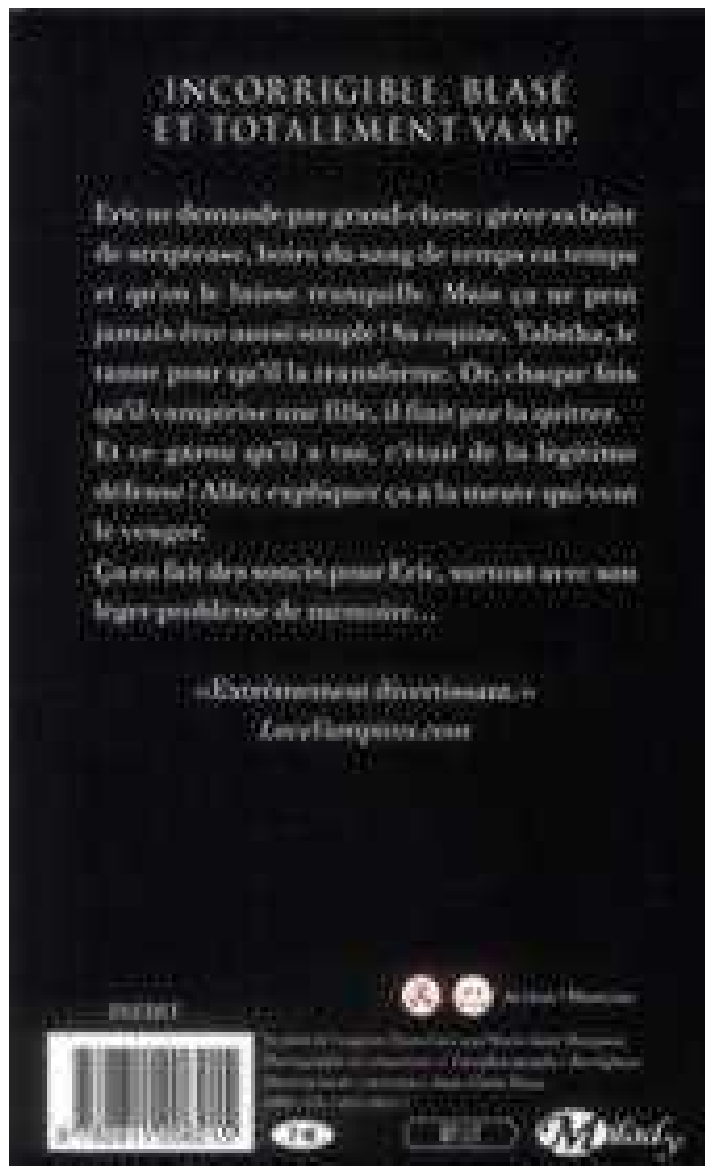 INCORRIGIBLE. BLASÉ
ET TOTALEMENT VAMP.
Eric ne demande pas grand-chose : gérer sa boîte
de striptease, boire du sang de temps en temps
et qu'on le laisse tranquille. Mais ça ne peut
jamais être aussi simple ! Sa copine, Tabitha, le
tanne pour qu'il la transforme. Or, chaque fois
qu'il vampirise une fille, il finit par la quitter.
Et ce garou qu'il a tué, c'était de la légitime
défense ! Allez expliquer ça à la meute qui veut
le venger.
Ça en fait des soucis pour Eric, surtout avec son
léger problème de mémoire…
« Extrêmement divertissant. »
LoveVampires.com
Action / Humour
INÉDIT
Milady